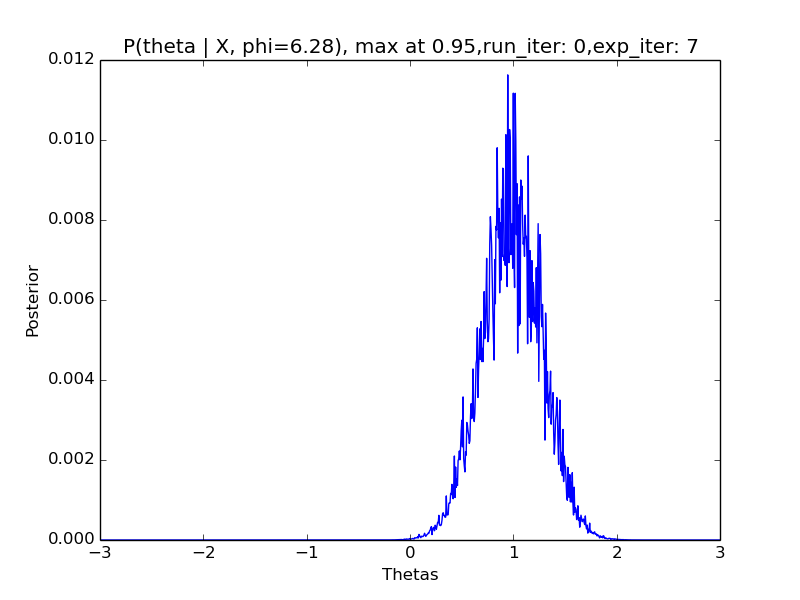 P(theta | X, phi=6.28), max at 0.95,run_iter: 0,exp_iter: 7
0.012
0.010
0.008
0.006
0.004
0.002
0.000
Posterior
−3 −2 −1 0 1 2 3
Thetas